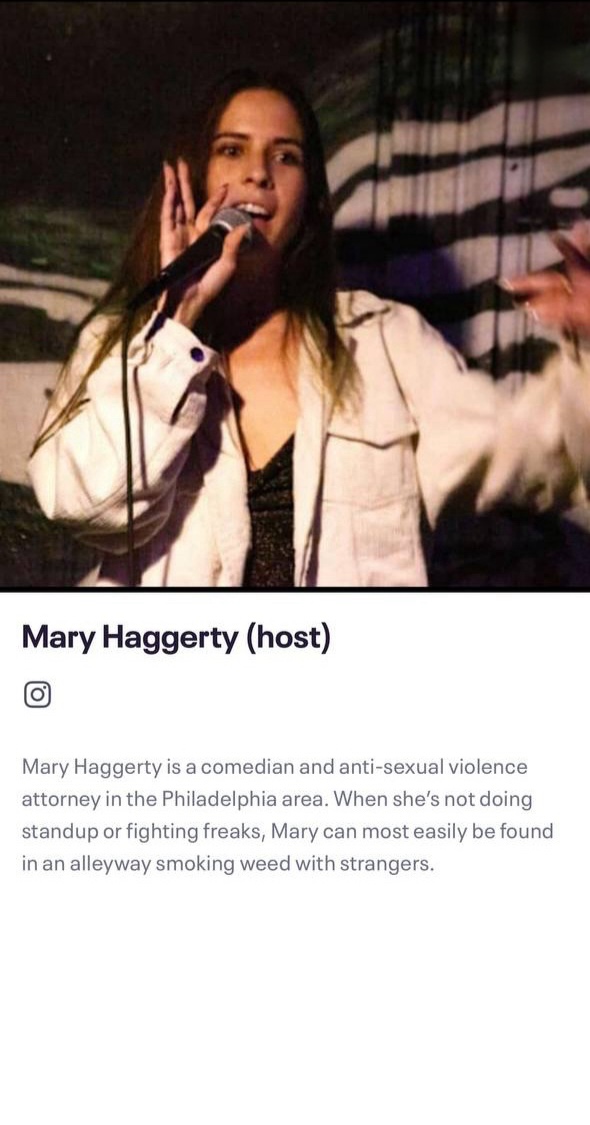 Mary Haggerty (host)
Mary Haggerty is a comedian and anti-sexual violence
attorney in the Philadelphia area. When she's not doing
standup or fighting freaks, Mary can most easily be found
in an alleyway smoking weed with strangers.